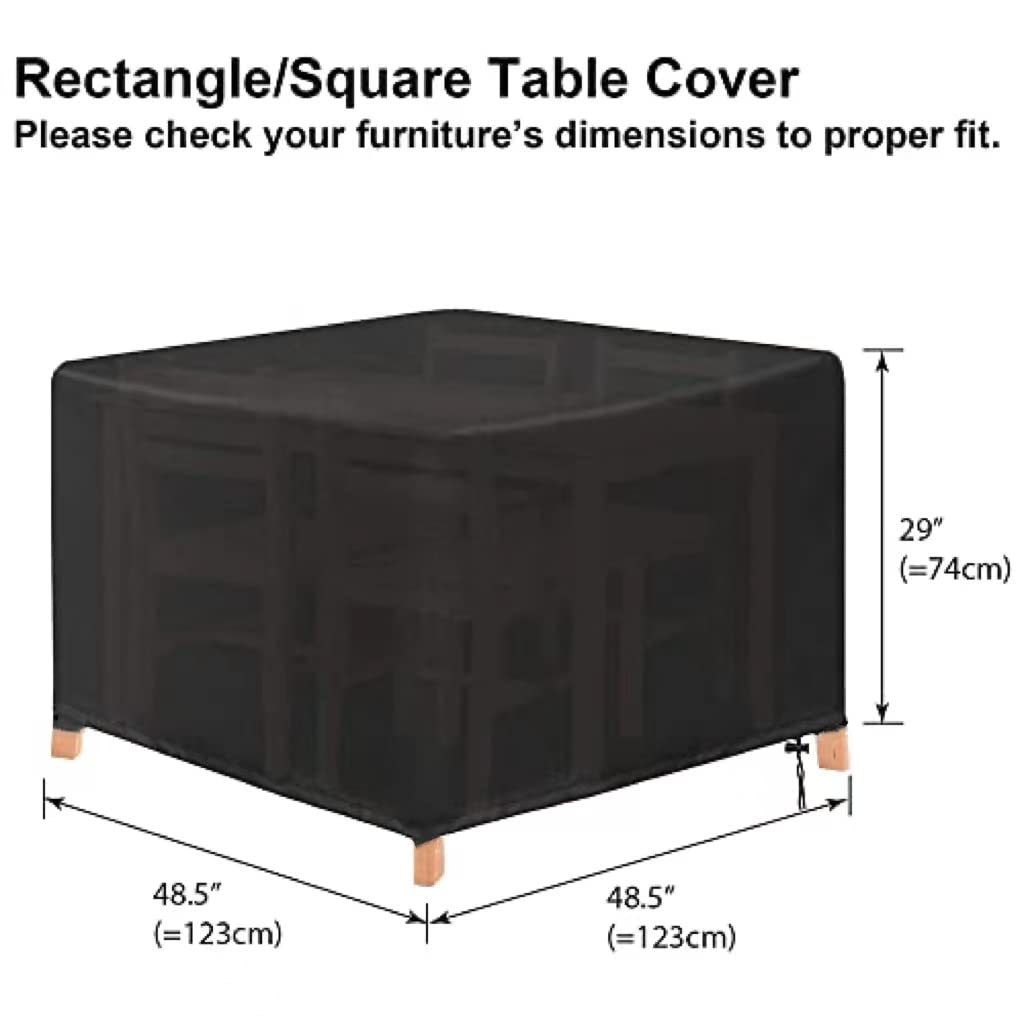 Rectangle/Square Table Cover
Please check your furniture’s dimensions to proper fit.
29″
(=74cm)
48.5″
(=123cm)
48.5″
(=123cm)